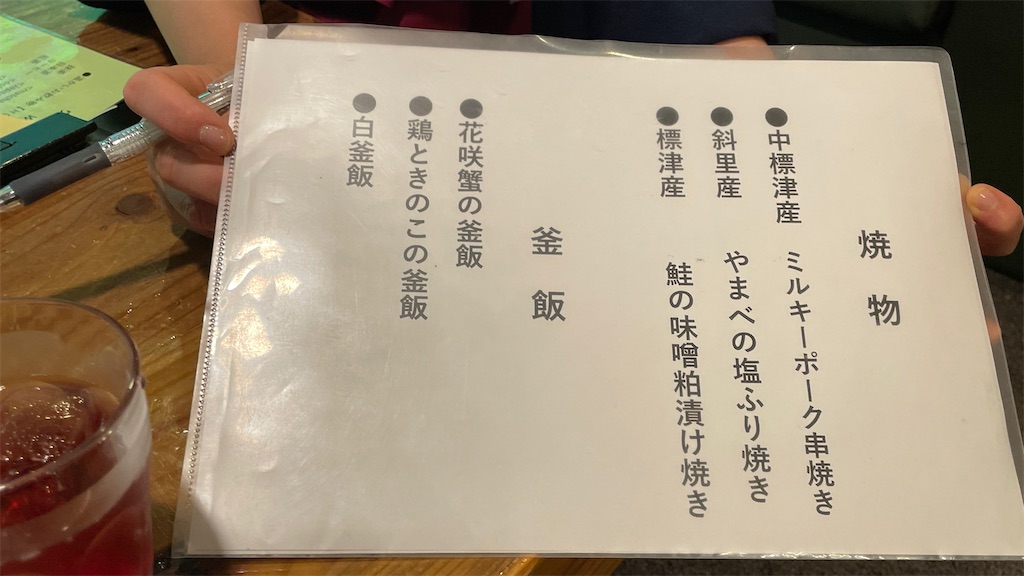 焼物
●中標津産 ミルキーポーク串焼き
●斜里産 やまべの塩ふり焼き
●標津産 鮭の味噌粕漬け焼き
釜飯
●花咲蟹の釜飯
●鶏ときのこの釜飯
●白釜飯